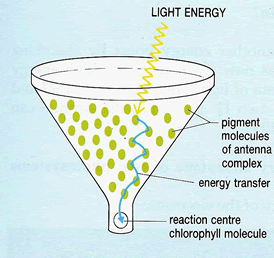 LIGHT ENERGY
pigment
molecules
of antenna
complex
energy transfer
reaction centre
chlorophyll molecule